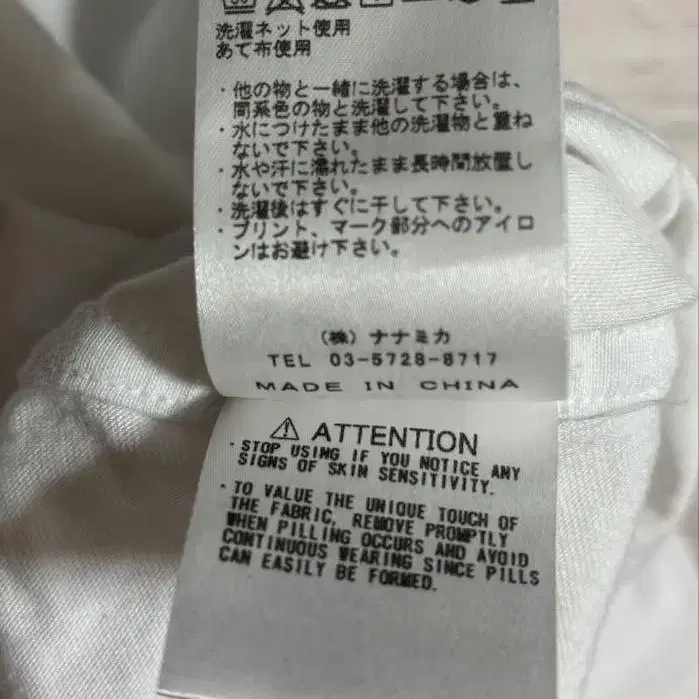 洗濯ネット使用
あて布使用
・他の物と一緒に洗濯する場合は、
同系色の物と洗濯して下さい。
・水につけたまま他の洗濯物と重ね
ないで下さい。
・水や汗に濡れたまま長時間放置し
ないで下さい。
・洗濯後はすぐに干して下さい。
・プリント、マーク部分へのアイロ
ンはお避け下さい。
(株) ナナミカ
TEL 03-5728-8717
MADE IN CHINA
⚠ ATTENTION
・STOP USING IF YOU NOTICE ANY
SIGNS OF SKIN SENSITIVITY.
・TO VALUE THE UNIQUE TOUCH OF
THE FABRIC, REMOVE PROMPTLY
WHEN PILLING OCCURS AND AVOID
CONTINUOUS WEARING SINCE PILLS
CAN EASILY BE FORMED.